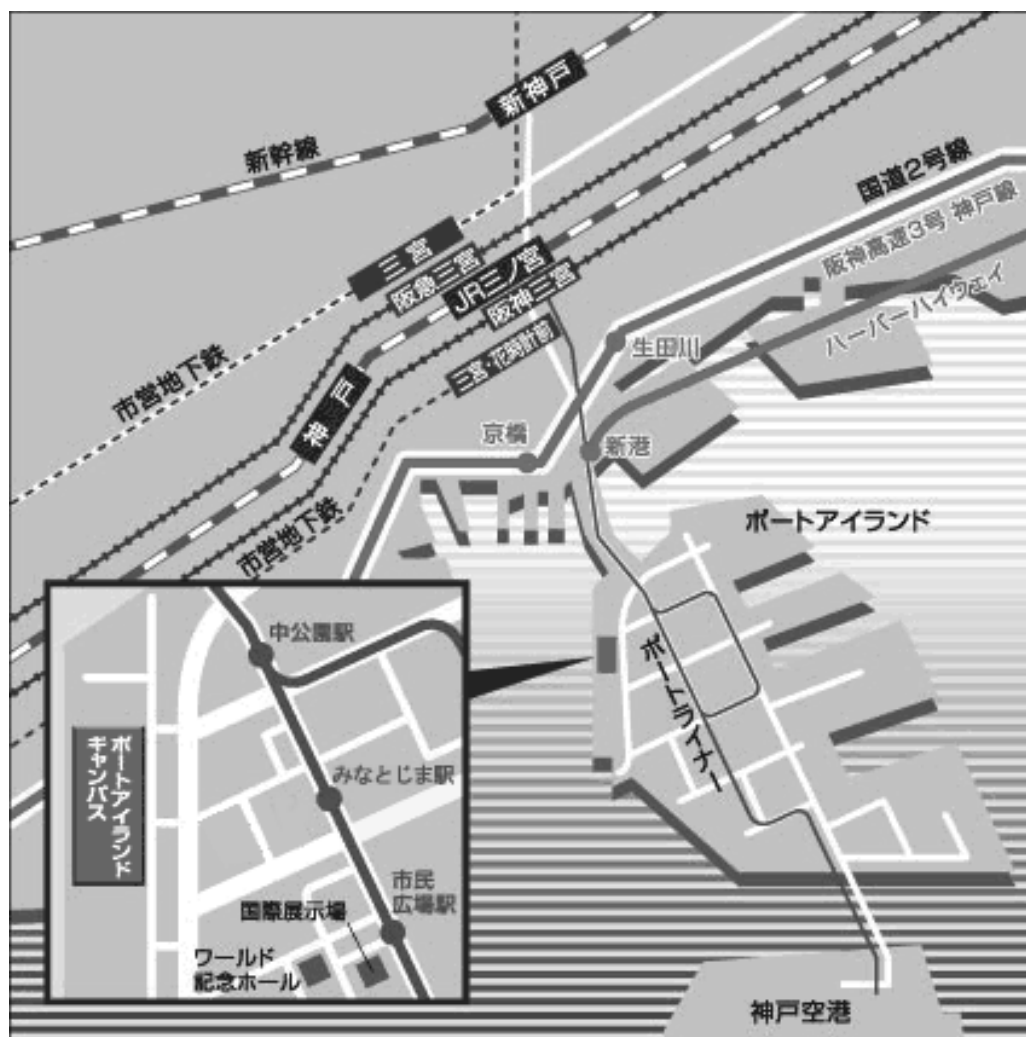 新神戸
新幹線
国道2号線
三宮
阪急三宮
JR三ノ宮
阪神三宮
阪神高速3号 神戸線
ハーバーハイウェイ
三宮・花時計前
生田川
市営地下鉄
神戸
京橋
新港
市営地下鉄
ポートアイランド
ポートライナー
中公園駅
みなとじま駅
ポートアイランド
キャンパス
市民
広場駅
国際展示場
ワールド
記念ホール
神戸空港